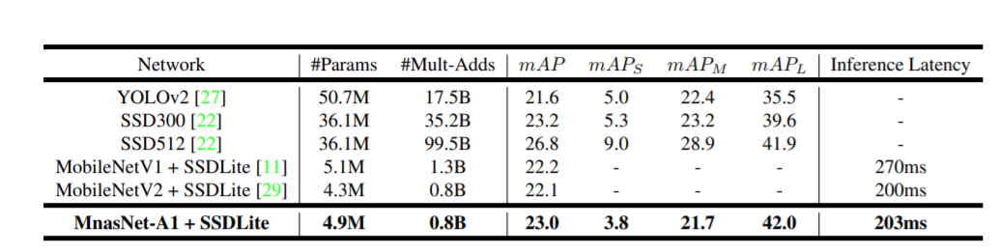 Network #Params #Mult-Adds mAP mAP_S mAP_M mAP_L Inference Latency
YOLOv2 [27] 50.7M 17.5B 21.6 5.0 22.4 35.5 -
SSD300 [22] 36.1M 35.2B 23.2 5.3 23.2 39.6 -
SSD512 [22] 36.1M 99.5B 26.8 9.0 28.9 41.9 -
MobileNetV1 + SSDLite [11] 5.1M 1.3B 22.2 - - - 270ms
MobileNetV2 + SSDLite [29] 4.3M 0.8B 22.1 - - - 200ms
MnasNet-A1 + SSDLite 4.9M 0.8B 23.0 3.8 21.7 42.0 203ms